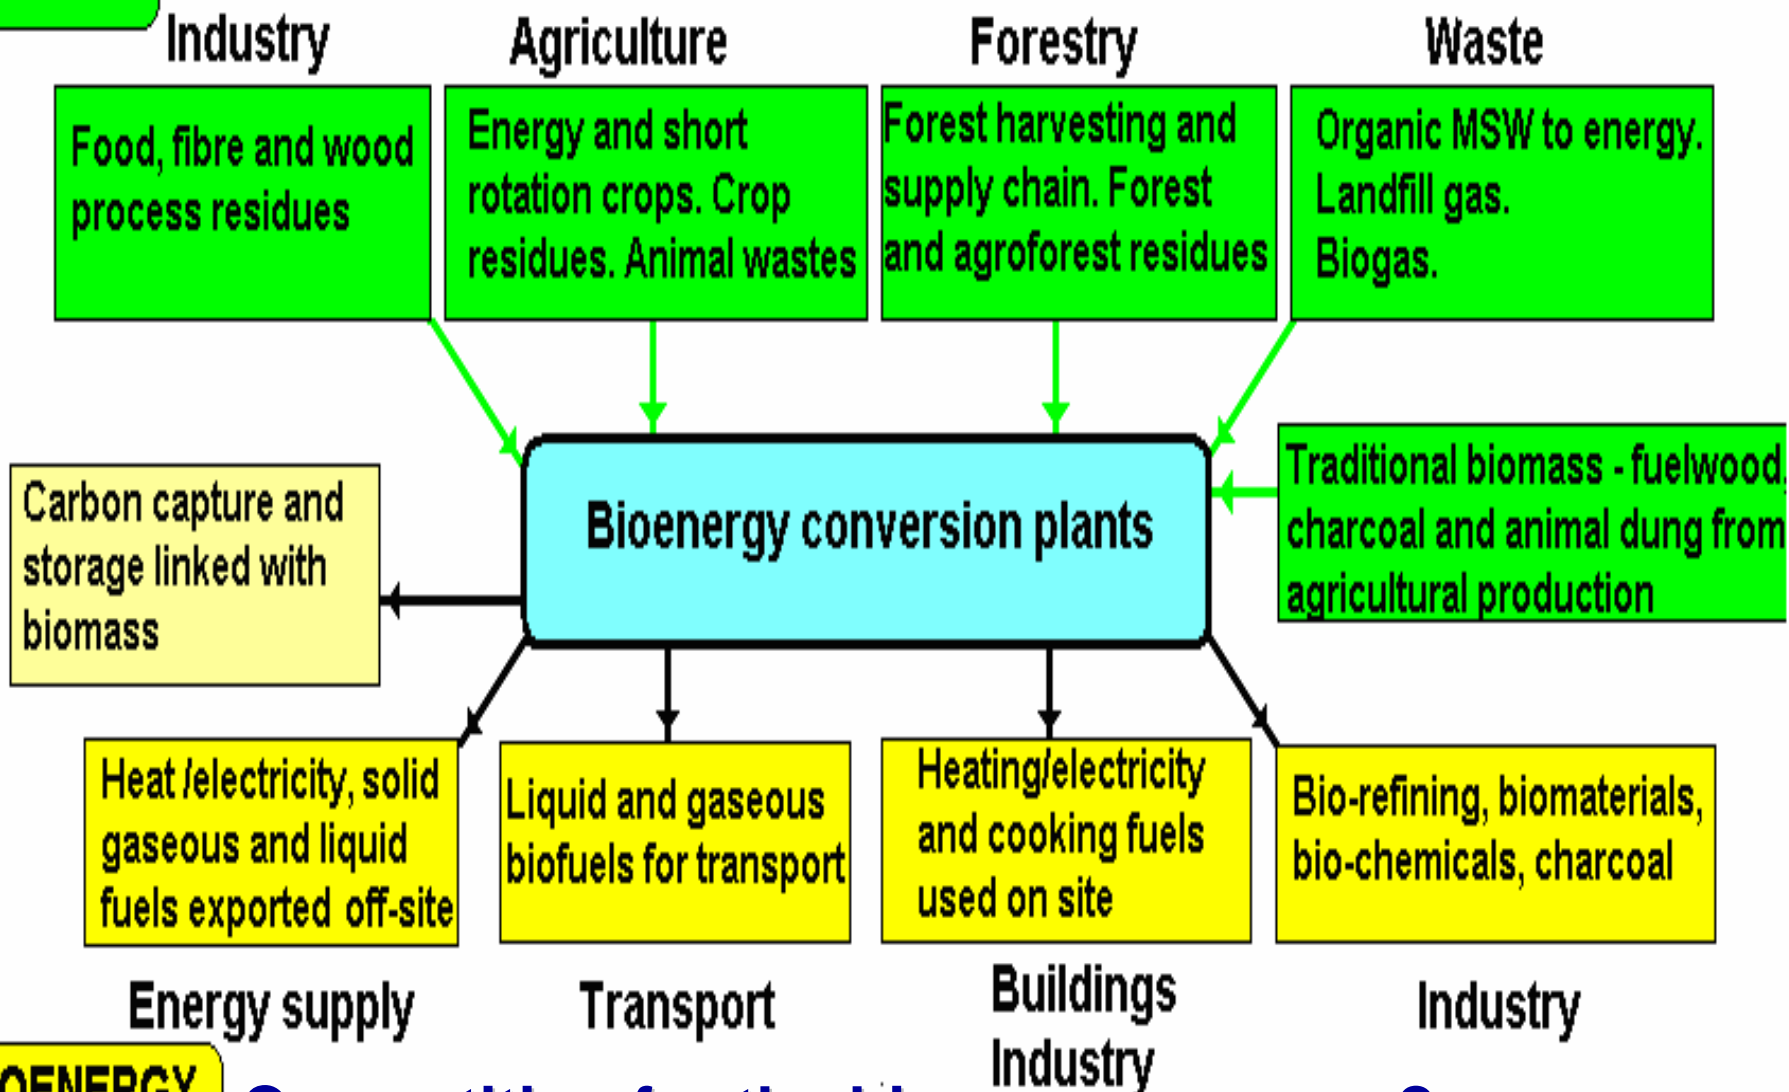 Industry
Agriculture
Forestry
Waste
Food, fibre and wood
process residues
Energy and short
rotation crops. Crop
residues. Animal wastes
Forest harvesting and
supply chain. Forest
and agroforest residues
Organic MSW to energy.
Landfill gas.
Biogas.
Traditional biomass - fuelwood,
charcoal and animal dung from
agricultural production
Bioenergy conversion plants
Carbon capture and
storage linked with
biomass
Heat /electricity, solid
gaseous and liquid
fuels exported off-site
Liquid and gaseous
biofuels for transport
Heating/electricity
and cooking fuels
used on site
Bio-refining, biomaterials,
bio-chemicals, charcoal
Energy supply
Transport
Buildings
Industry
Industry
OENERGY